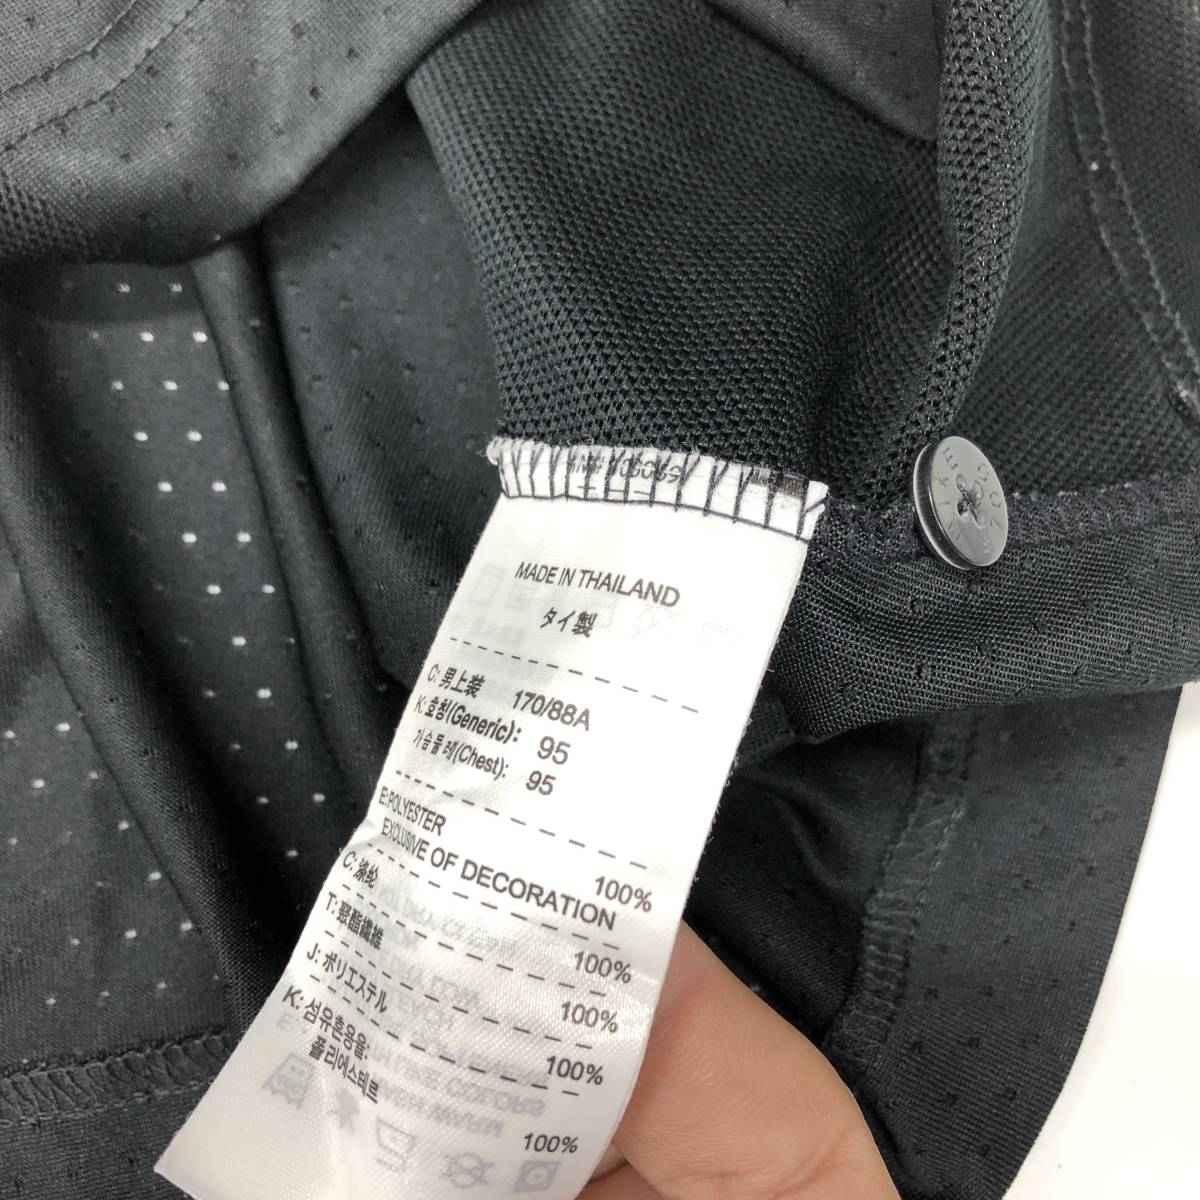 MADE IN THAILAND
タイ製
C: 男上装 170/88A
K: 호칭(Generic): 95
가슴둘레(Chest): 95
E: POLYESTER 100%
EXCLUSIVE OF DECORATION
C: 涤纶 100%
T: 聚酯纖維 100%
J: ポリエステル 100%
K: 섬유혼용율:
폴리에스테르 100%